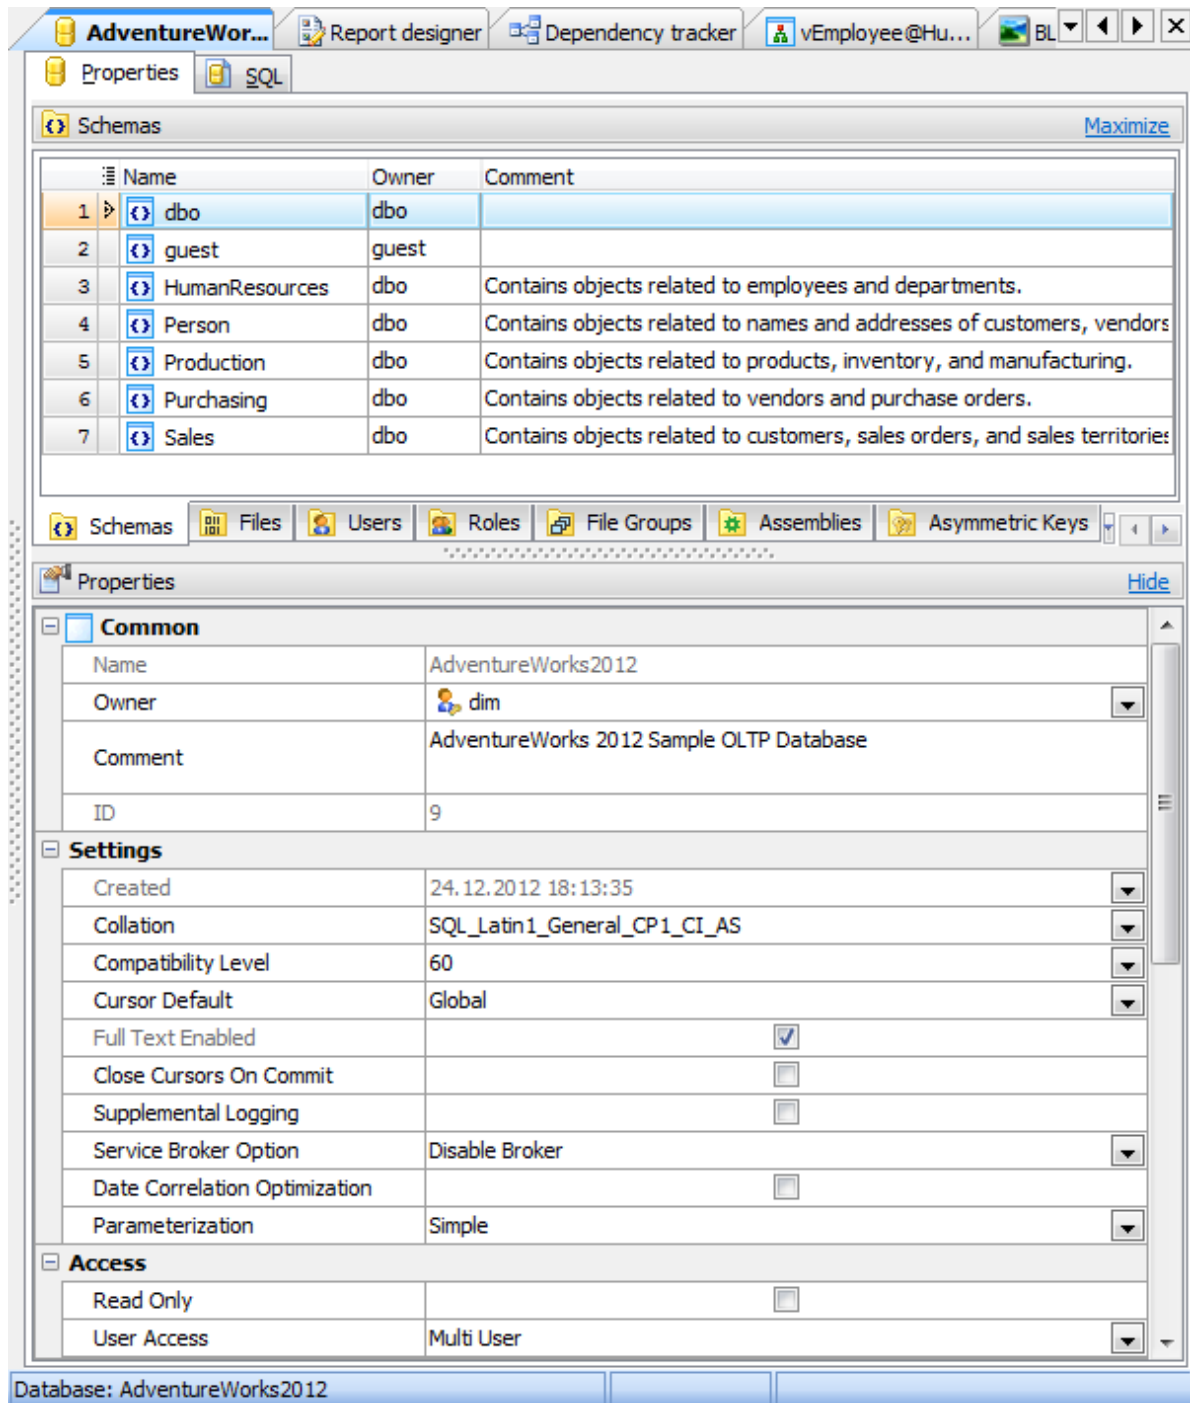 AdventureWor... Report designer Dependency tracker vEmployee@Hu... BL
Properties SQL
Schemas Maximize
Name Owner Comment
1 dbo dbo
2 guest guest
3 HumanResources dbo Contains objects related to employees and departments.
4 Person dbo Contains objects related to names and addresses of customers, vendors
5 Production dbo Contains objects related to products, inventory, and manufacturing.
6 Purchasing dbo Contains objects related to vendors and purchase orders.
7 Sales dbo Contains objects related to customers, sales orders, and sales territories
Schemas Files Users Roles File Groups Assemblies Asymmetric Keys
Properties Hide
Common
Name AdventureWorks2012
Owner dim
Comment AdventureWorks 2012 Sample OLTP Database
ID 9
Settings
Created 24.12.2012 18:13:35
Collation SQL_Latin1_General_CP1_CI_AS
Compatibility Level 60
Cursor Default Global
Full Text Enabled
Close Cursors On Commit
Supplemental Logging
Service Broker Option Disable Broker
Date Correlation Optimization
Parameterization Simple
Access
Read Only
User Access Multi User
Database: AdventureWorks2012